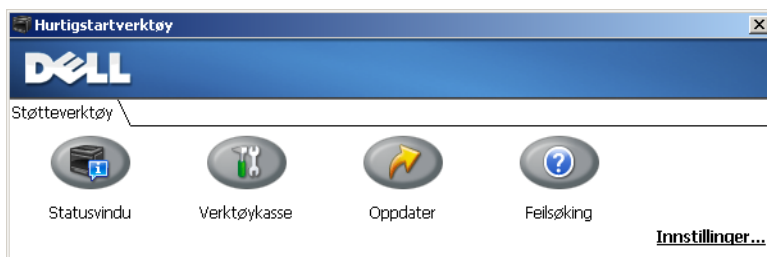 Hurtigstartverktøy
DELL
Støtteverktøy
Statusvindu Verktøykasse Oppdater Feilsøking
Innstillinger...